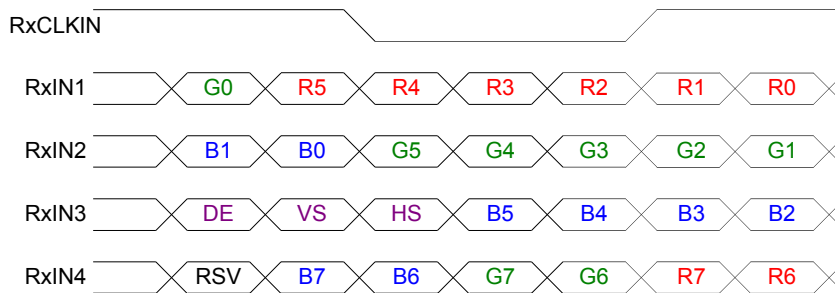 RxCLKIN
RxIN1 G0 R5 R4 R3 R2 R1 R0
RxIN2 B1 B0 G5 G4 G3 G2 G1
RxIN3 DE VS HS B5 B4 B3 B2
RxIN4 RSV B7 B6 G7 G6 R7 R6